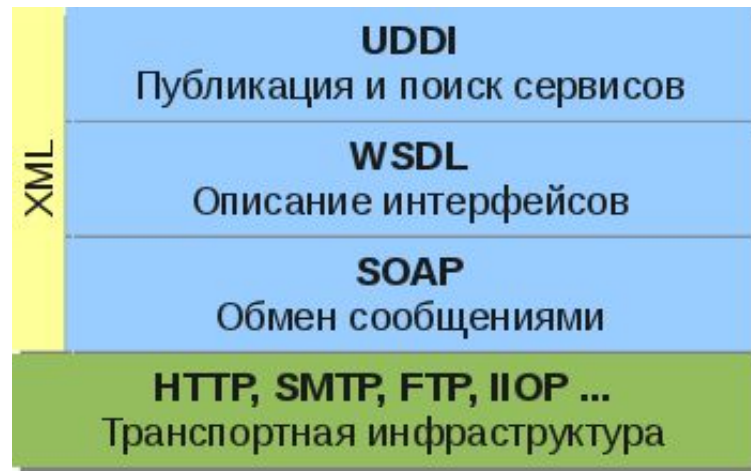 XML
UDDI
Публикация и поиск сервисов
WSDL
Описание интерфейсов
SOAP
Обмен сообщениями
HTTP, SMTP, FTP, IIOP ...
Транспортная инфраструктура